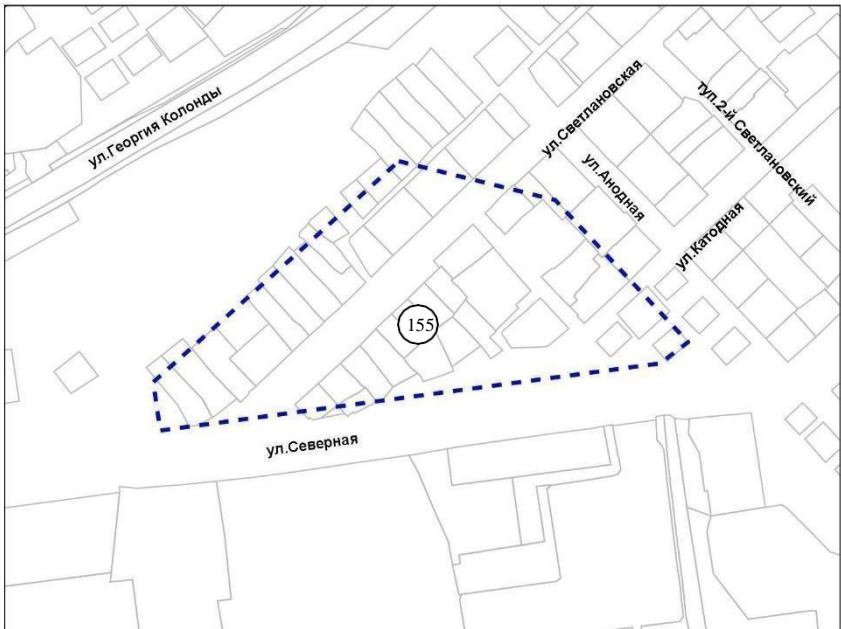 ул.Георгия Колонды
ул.Светлановская
туп.2-й Светлановский
ул.Анодная
ул.Катодная
155
ул.Северная